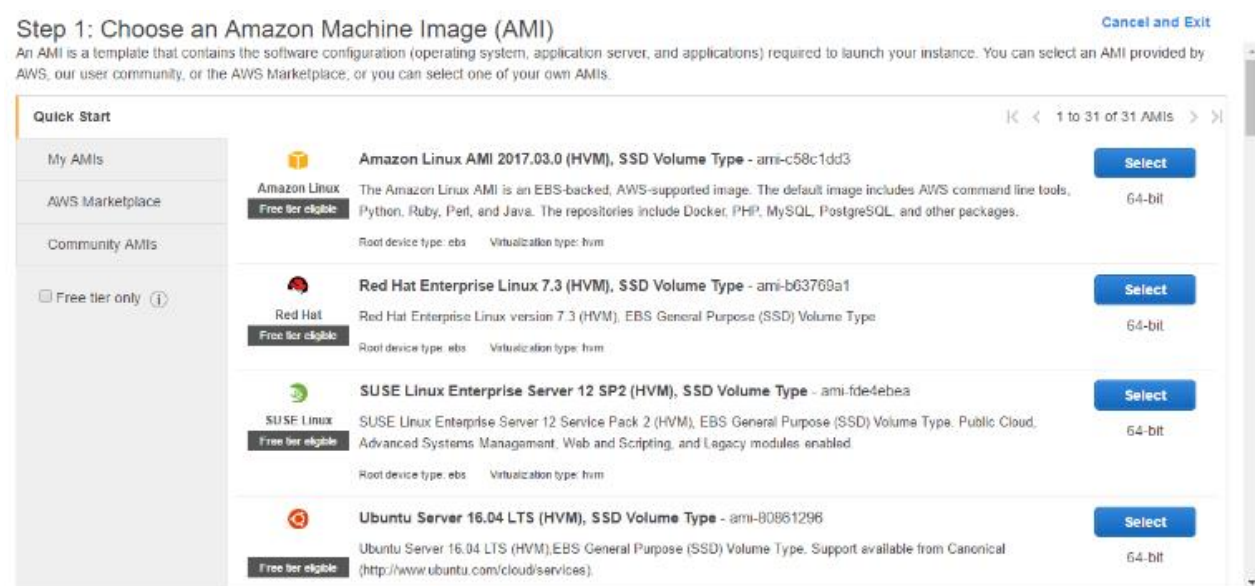 Step 1: Choose an Amazon Machine Image (AMI)
Cancel and Exit
An AMI is a template that contains the software configuration (operating system, application server, and applications) required to launch your instance. You can select an AMI provided by
AWS, our user community, or the AWS Marketplace, or you can select one of your own AMIs.
Quick Start
1 to 31 of 31 AMIs
My AMIs
AWS Marketplace
Community AMIs
Free tier only
Amazon Linux
Free tier eligible
Amazon Linux AMI 2017.03.0 (HVM), SSD Volume Type - ami-c58c1dd3
The Amazon Linux AMI is an EBS-backed, AWS-supported image. The default image includes AWS command line tools,
Python, Ruby, Perl, and Java. The repositories include Docker, PHP, MySQL, PostgreSQL, and other packages.
Root device type: ebs Virtualization type: hvm
Select
64-bit
Red Hat
Free tier eligible
Red Hat Enterprise Linux 7.3 (HVM), SSD Volume Type - ami-b63769a1
Red Hat Enterprise Linux version 7.3 (HVM), EBS General Purpose (SSD) Volume Type
Root device type: ebs Virtualization type: hvm
Select
64-bit
SUSE Linux
Free tier eligible
SUSE Linux Enterprise Server 12 SP2 (HVM), SSD Volume Type - ami-fde4ebea
SUSE Linux Enterprise Server 12 Service Pack 2 (HVM), EBS General Purpose (SSD) Volume Type. Public Cloud,
Advanced Systems Management, Web and Scripting, and Legacy modules enabled.
Root device type: ebs Virtualization type: hvm
Select
64-bit
Free tier eligible
Ubuntu Server 16.04 LTS (HVM), SSD Volume Type - ami-80861296
Ubuntu Server 16.04 LTS (HVM),EBS General Purpose (SSD) Volume Type. Support available from Canonical
(http://www.ubuntu.com/cloud/services).
Select
64-bit